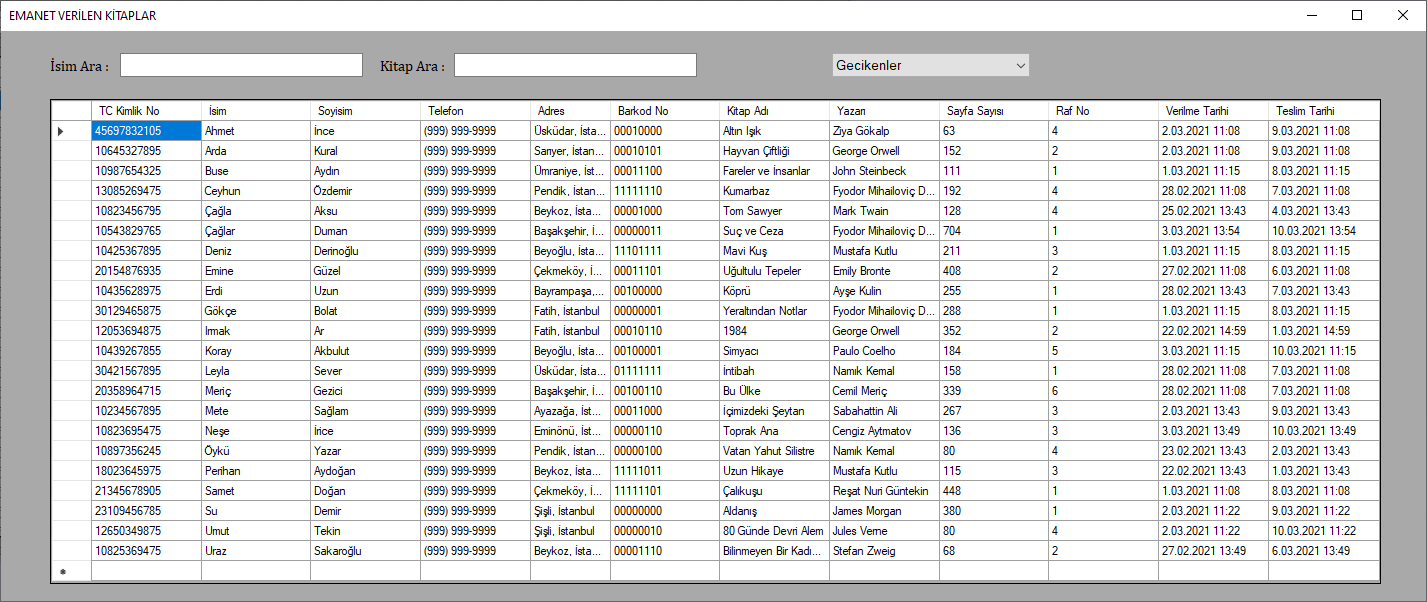 EMANET VERİLEN KİTAPLAR
İsim Ara : Kitap Ara : Gecikenler
TC Kimlik No İsim Soyisim Telefon Adres Barkod No Kitap Adı Yazarı Sayfa Sayısı Raf No Verilme Tarihi Teslim Tarihi
45697832105 Ahmet İnce (999) 999-9999 Üsküdar, İsta... 00010000 Altın Işık Ziya Gökalp 63 4 2.03.2021 11:08 9.03.2021 11:08
10645327895 Arda Kural (999) 999-9999 Sarıyer, İstan... 00010101 Hayvan Çiftliği George Orwell 152 2 2.03.2021 11:08 9.03.2021 11:08
10987654325 Buse Aydın (999) 999-9999 Ümraniye, İst... 00011100 Fareler ve İnsanlar John Steinbeck 111 1 1.03.2021 11:15 8.03.2021 11:15
13085269475 Ceyhun Özdemir (999) 999-9999 Pendik, İstan... 11111110 Kumarbaz Fyodor Mihailoviç D... 192 4 28.02.2021 11:08 7.03.2021 11:08
10823456795 Çağla Aksu (999) 999-9999 Beykoz, İsta... 00001000 Tom Sawyer Mark Twain 128 4 25.02.2021 13:43 4.03.2021 13:43
10543829765 Çağlar Duman (999) 999-9999 Başakşehir, İ... 00000011 Suç ve Ceza Fyodor Mihailoviç D... 704 1 3.03.2021 13:54 10.03.2021 13:54
10425367895 Deniz Derinoğlu (999) 999-9999 Beyoğlu, İsta... 11101111 Mavi Kuş Mustafa Kutlu 211 3 1.03.2021 11:15 8.03.2021 11:15
20154876935 Emine Güzel (999) 999-9999 Çekmeköy, İ... 00011101 Uğultulu Tepeler Emily Bronte 408 2 27.02.2021 11:08 6.03.2021 11:08
10435628975 Erdi Uzun (999) 999-9999 Bayrampaşa,... 00100000 Köprü Ayşe Kulin 255 1 28.02.2021 13:43 7.03.2021 13:43
30129465875 Gökçe Bolat (999) 999-9999 Fatih, İstanbul 00000001 Yeraltından Notlar Fyodor Mihailoviç D... 288 1 1.03.2021 11:15 8.03.2021 11:15
12053694875 Irmak Ar (999) 999-9999 Fatih, İstanbul 00010110 1984 George Orwell 352 2 22.02.2021 14:59 1.03.2021 14:59
10439267855 Koray Akbulut (999) 999-9999 Beyoğlu, İsta... 00100001 Simyacı Paulo Coelho 184 5 3.03.2021 11:15 10.03.2021 11:15
30421567895 Leyla Sever (999) 999-9999 Üsküdar, İsta... 01111111 İntibah Namık Kemal 158 1 28.02.2021 11:08 7.03.2021 11:08
20358964715 Meriç Gezici (999) 999-9999 Başakşehir, İ... 00100110 Bu Ülke Cemil Meriç 339 6 28.02.2021 11:08 7.03.2021 11:08
10234567895 Mete Sağlam (999) 999-9999 Ayazağa, İst... 00011000 İçimizdeki Şeytan Sabahattin Ali 267 3 2.03.2021 13:43 9.03.2021 13:43
10823695475 Neşe İrice (999) 999-9999 Eminönü, İst... 00000110 Toprak Ana Cengiz Aytmatov 136 3 3.03.2021 13:49 10.03.2021 13:49
10897356245 Öykü Yazar (999) 999-9999 Pendik, İstan... 00000100 Vatan Yahut Silistre Namık Kemal 80 4 23.02.2021 13:43 2.03.2021 13:43
18023645975 Perihan Aydoğan (999) 999-9999 Beykoz, İsta... 11111011 Uzun Hikaye Mustafa Kutlu 115 3 22.02.2021 13:43 1.03.2021 13:43
21345678905 Samet Doğan (999) 999-9999 Çekmeköy, İ... 11111101 Çalıkuşu Reşat Nuri Güntekin 448 1 1.03.2021 11:08 8.03.2021 11:08
23109456785 Su Demir (999) 999-9999 Şişli, İstanbul 00000000 Aldanış James Morgan 380 1 2.03.2021 11:22 9.03.2021 11:22
12650349875 Umut Tekin (999) 999-9999 Şişli, İstanbul 00000010 80 Günde Devri Alem Jules Verne 80 4 2.03.2021 11:22 10.03.2021 11:22
10825369475 Uraz Sakaroğlu (999) 999-9999 Beykoz, İsta... 00001110 Bilinmeyen Bir Kadı... Stefan Zweig 68 2 27.02.2021 13:49 6.03.2021 13:49